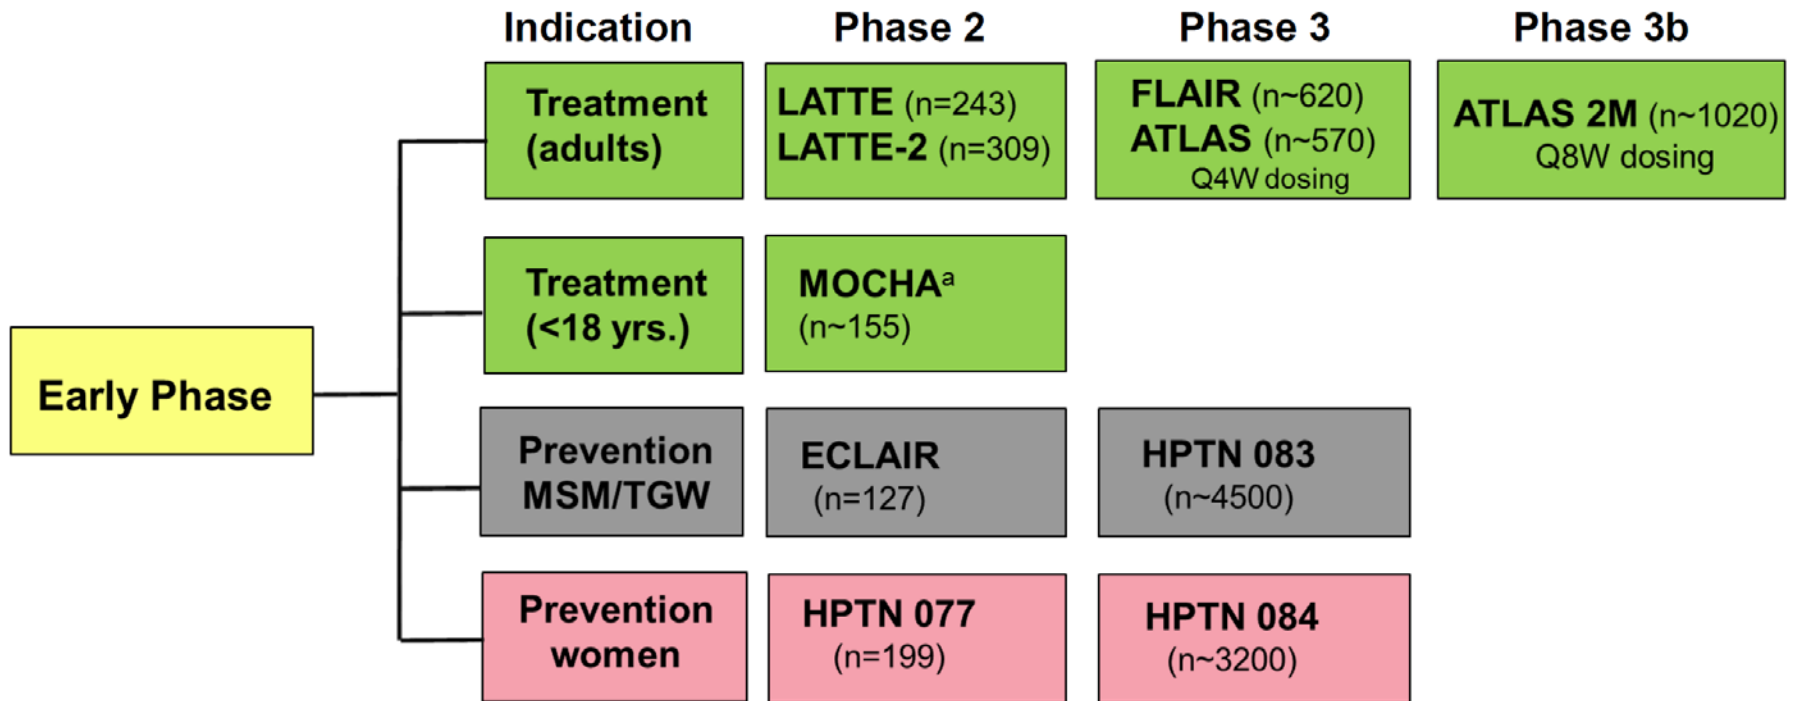 Indication Phase 2 Phase 3 Phase 3b
Treatment
(adults)
LATTE (n=243)
LATTE-2 (n=309)
FLAIR (n~620)
ATLAS (n~570)
Q4W dosing
ATLAS 2M (n~1020)
Q8W dosing
Treatment
(<18 yrs.)
MOCHAᵃ
(n~155)
Early Phase
Prevention
MSM/TGW
ECLAIR
(n=127)
HPTN 083
(n~4500)
Prevention
women
HPTN 077
(n=199)
HPTN 084
(n~3200)